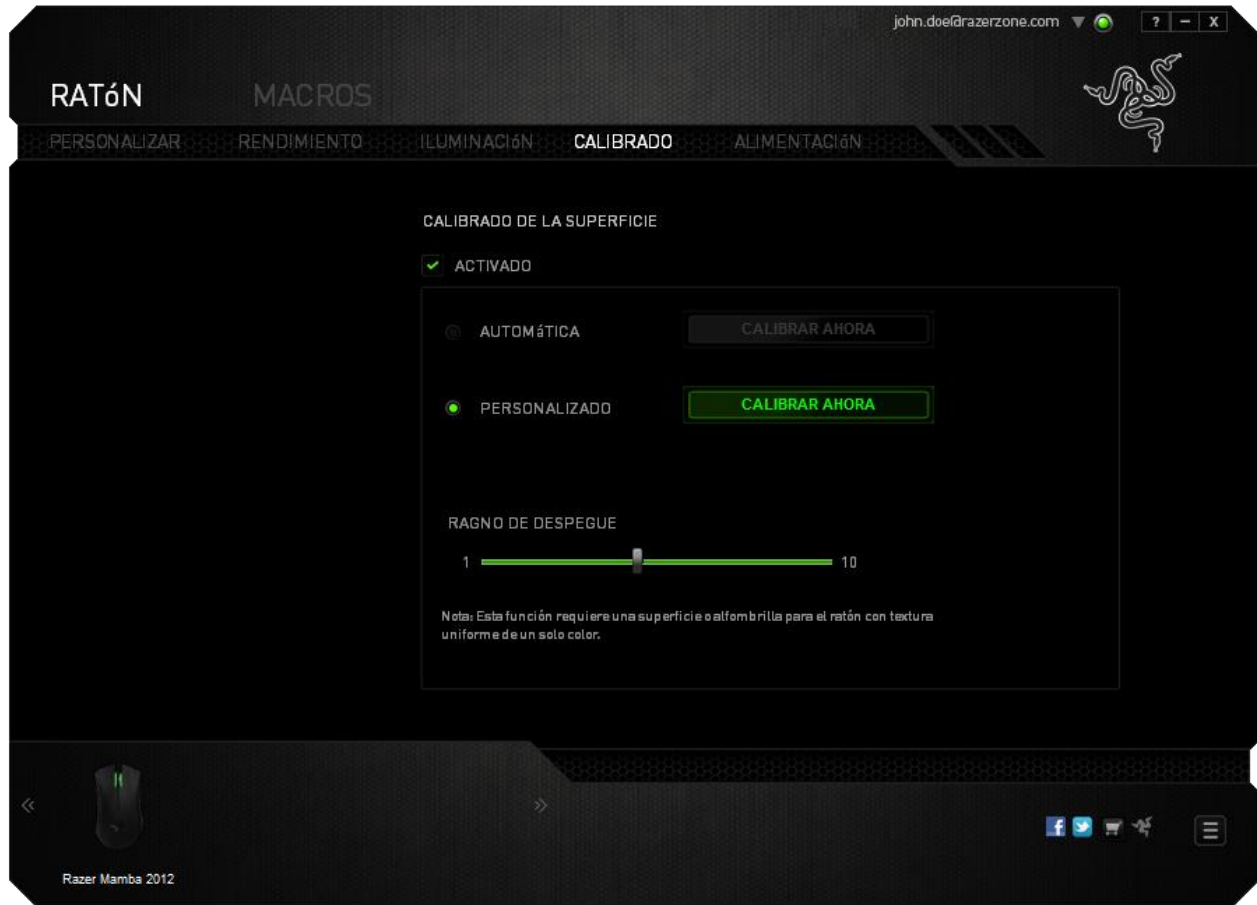 john.doe@razerzone.com
? – X
RATóN MACROS
PERSONALIZAR RENDIMIENTO ILUMINACIóN CALIBRADO ALIMENTACIóN
CALIBRADO DE LA SUPERFICIE
ACTIVADO
AUTOMáTICA CALIBRAR AHORA
PERSONALIZADO CALIBRAR AHORA
RAGNO DE DESPEGUE
1 10
Nota: Esta función requiere una superficie o alfombrilla para el ratón con textura
uniforme de un solo color.
Razer Mamba 2012